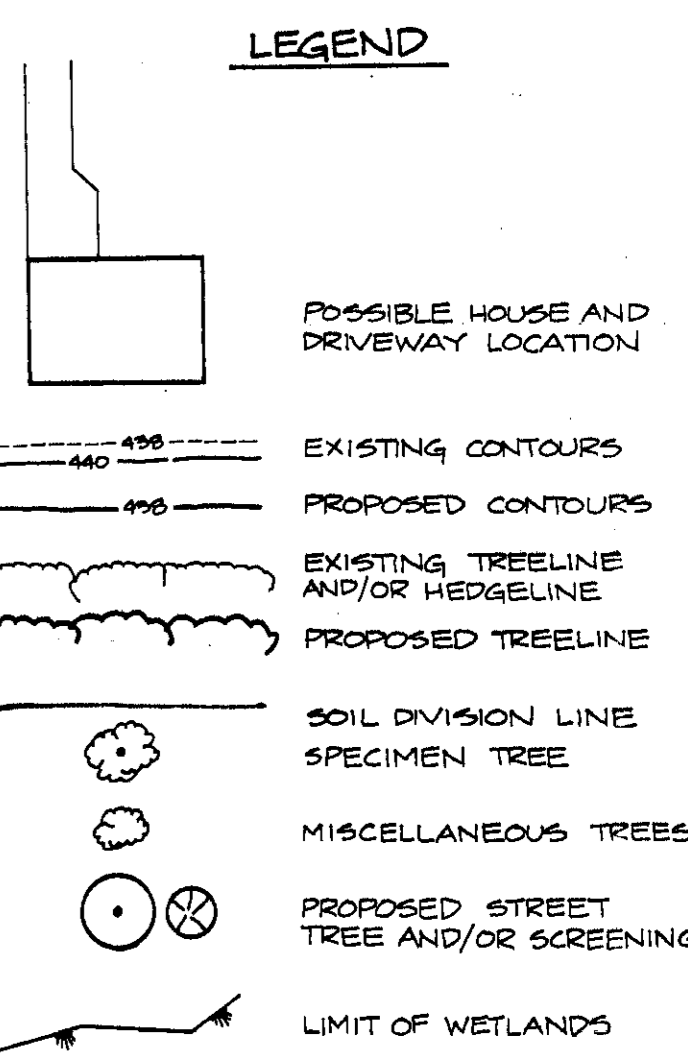 LEGEND
POSSIBLE HOUSE AND
DRIVEWAY LOCATION
438
440
EXISTING CONTOURS
438
PROPOSED CONTOURS
EXISTING TREELINE
AND/OR HEDGELINE
PROPOSED TREELINE
SOIL DIVISION LINE
SPECIMEN TREE
MISCELLANEOUS TREES
PROPOSED STREET
TREE AND/OR SCREENING
LIMIT OF WETLANDS